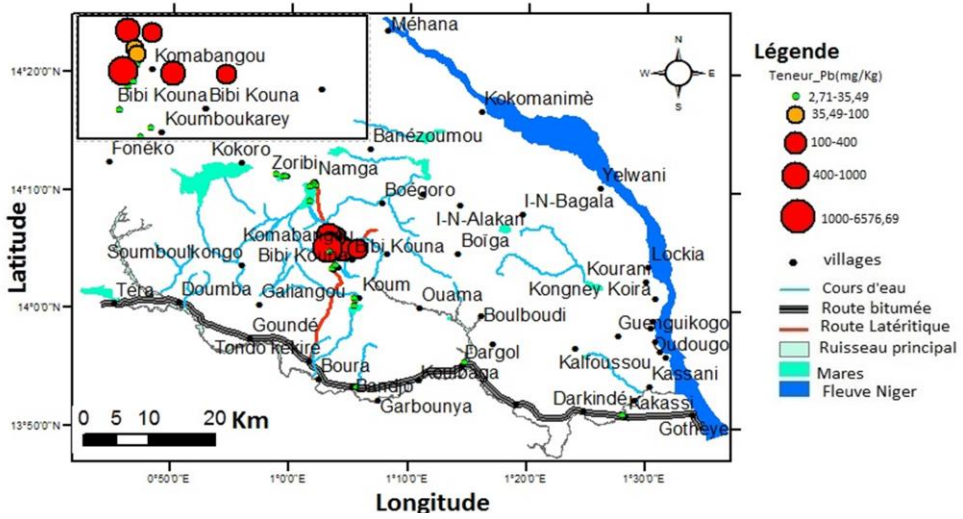 Méhana
N
W E
S
14°20'0"N
Komabangou
Bibi Kouna Bibi Kouna
Koumboukarey
Kokomanimè
Banézoumou
Fonéko
Kokoro
Zoribi
Namga
Yelwani
14°10'0"N
Boégoro
I-N-Bagala
I-N-Alakan
Komabangou
Bibi Kouna
Bibi Kouna
Boïga
Soumboulkongo
Lockia
Kourani
Téra
Doumba
Galiangou
Koum
Ouama
Kongney
Koira
14°00'0"N
Boulboudi
Goundé
Guenguikogo
Tondo kékiré
Dargol
Oudougo
Boura
Koubaga
Kalfoussou
Kassani
Bandjo
Garbounya
Darkindé
Kakassi
Gothèye
0 5 10 20 Km
13°50'0"N
0°50'0"E 1°00'0"E 1°10'0"E 1°20'0"E 1°30'0"E
Latitude
Longitude
Légende
Teneur_Pb(mg/Kg)
2,71-35,49
35,49-100
100-400
400-1000
1000-6576,69
villages
Cours d'eau
Route bitumée
Route Latéritique
Ruisseau principal
Mares
Fleuve Niger